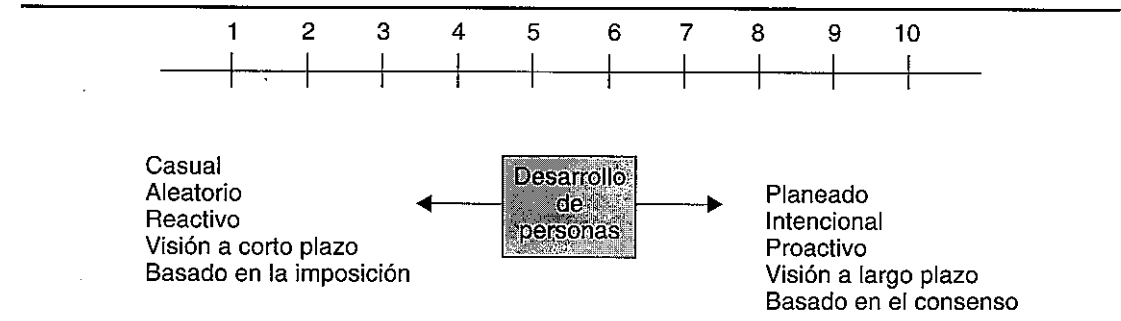 1 2 3 4 5 6 7 8 9 10
Casual
Aleatorio
Reactivo
Visión a corto plazo
Basado en la imposición
Desarrollo
de
personas
Planeado
Intencional
Proactivo
Visión a largo plazo
Basado en el consenso